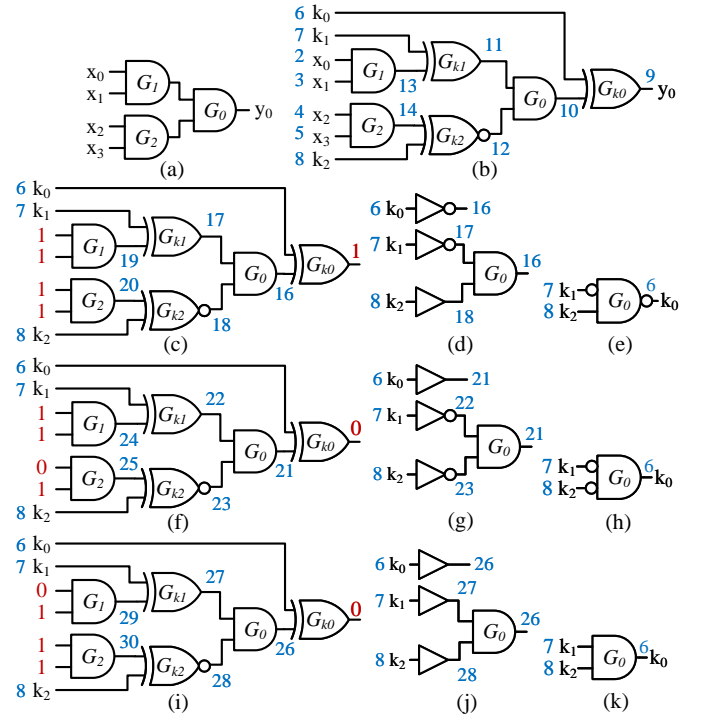 x₀
x₁
G₁
x₂
x₃
G₂
G₀
y₀
(a)
6 k₀
7 k₁
2 x₀
3 x₁
G₁
13
Gₖ₁
11
4 x₂
5 x₃
8 k₂
G₂
14
Gₖ₂
12
G₀
10
Gₖ₀
9
y₀
(b)
6 k₀
7 k₁
1
1
G₁
19
Gₖ₁
17
1
1
8 k₂
G₂
20
Gₖ₂
18
G₀
16
Gₖ₀
1
(c)
6 k₀
16
7 k₁
17
8 k₂
18
G₀
16
(d)
7 k₁
8 k₂
G₀
6
k₀
(e)
6 k₀
7 k₁
1
1
G₁
24
Gₖ₁
22
0
1
8 k₂
G₂
25
Gₖ₂
23
G₀
21
Gₖ₀
0
(f)
6 k₀
21
7 k₁
22
8 k₂
23
G₀
21
(g)
7 k₁
8 k₂
G₀
6
k₀
(h)
6 k₀
7 k₁
0
1
G₁
29
Gₖ₁
27
1
1
8 k₂
G₂
30
Gₖ₂
28
G₀
26
Gₖ₀
0
(i)
6 k₀
26
7 k₁
27
8 k₂
28
G₀
26
(j)
7 k₁
8 k₂
G₀
6
k₀
(k)